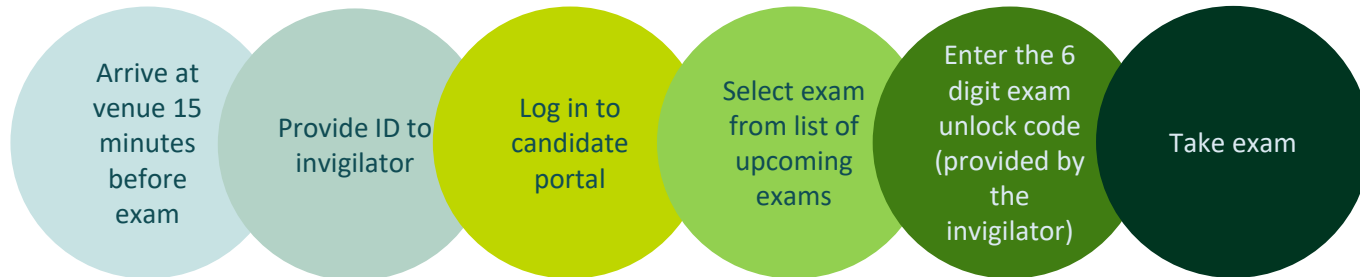 Arrive at
venue 15
minutes
before
exam
Provide ID to
invigilator
Log in to
candidate
portal
Select exam
from list of
upcoming
exams
Enter the 6
digit exam
unlock code
(provided by
the
invigilator)
Take exam